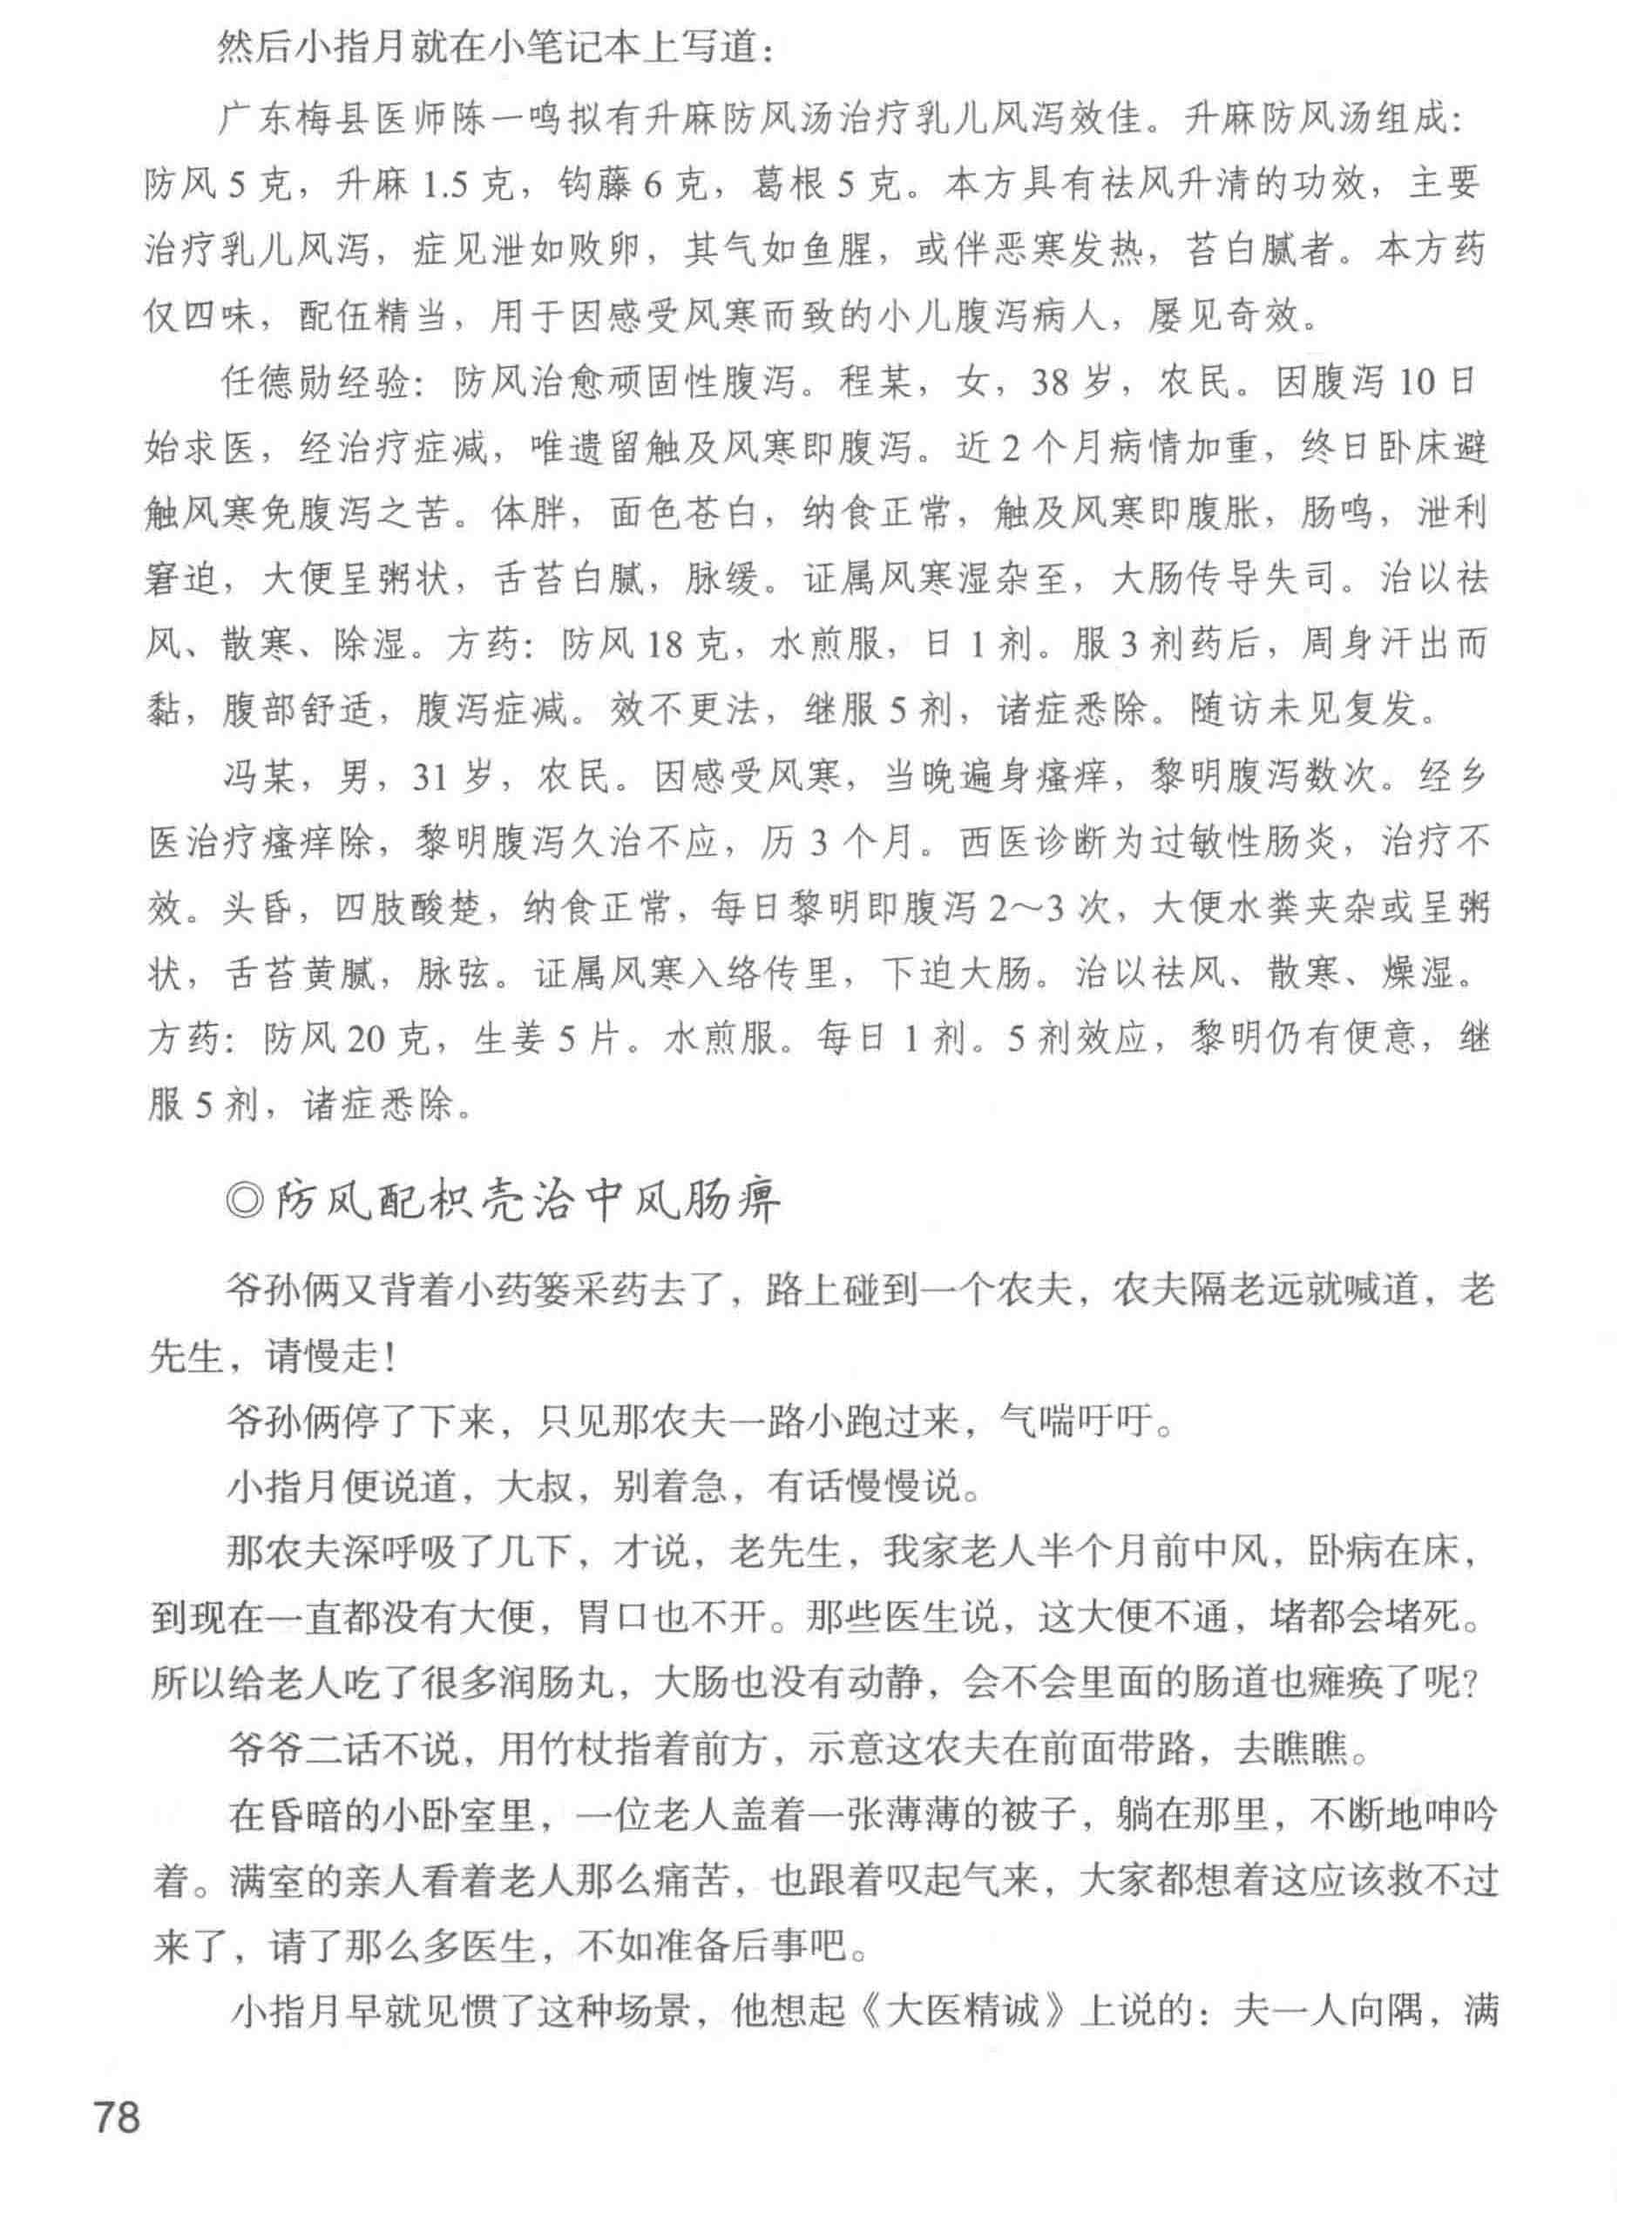 然后小指月就在小笔记本上写道：
广东梅县医师陈一鸣拟有升麻防风汤治疗乳儿风泻效佳。升麻防风汤组成：
防风 5 克，升麻 1.5 克，钩藤 6 克，葛根 5 克。本方具有祛风升清的功效，主要
治疗乳儿风泻，症见泄如败卵，其气如鱼腥，或伴恶寒发热，苔白腻者。本方药
仅四味，配伍精当，用于因感受风寒而致的小儿腹泻病人，屡见奇效。
任德勋经验：防风治愈顽固性腹泻。程某，女，38 岁，农民。因腹泻 10 日
始求医，经治疗症减，唯遗留触及风寒即腹泻。近 2 个月病情加重，终日卧床避
触风寒免腹泻之苦。体胖，面色苍白，纳食正常，触及风寒即腹胀，肠鸣，泄利
窘迫，大便呈粥状，舌苔白腻，脉缓。证属风寒湿杂至，大肠传导失司。治以祛
风、散寒、除湿。方药：防风 18 克，水煎服，日 1 剂。服 3 剂药后，周身汗出而
黏，腹部舒适，腹泻症减。效不更法，继服 5 剂，诸症悉除。随访未见复发。
冯某，男，31 岁，农民。因感受风寒，当晚遍身瘙痒，黎明腹泻数次。经乡
医治疗瘙痒除，黎明腹泻久治不应，历 3 个月。西医诊断为过敏性肠炎，治疗不
效。头昏，四肢酸楚，纳食正常，每日黎明即腹泻 2～3 次，大便水粪夹杂或呈粥
状，舌苔黄腻，脉弦。证属风寒入络传里，下迫大肠。治以祛风、散寒、燥湿。
方药：防风 20 克，生姜 5 片。水煎服。每日 1 剂。5 剂效应，黎明仍有便意，继
服 5 剂，诸症悉除。
◎防风配枳壳治中风肠痹
爷孙俩又背着小药篓采药去了，路上碰到一个农夫，农夫隔老远就喊道，老
先生，请慢走！
爷孙俩停了下来，只见那农夫一路小跑过来，气喘吁吁。
小指月便说道，大叔，别着急，有话慢慢说。
那农夫深呼吸了几下，才说，老先生，我家老人半个月前中风，卧病在床，
到现在一直都没有大便，胃口也不开。那些医生说，这大便不通，堵都会堵死。
所以给老人吃了很多润肠丸，大肠也没有动静，会不会里面的肠道也瘫痪了呢？
爷爷二话不说，用竹杖指着前方，示意这农夫在前面带路，去瞧瞧。
在昏暗的小卧室里，一位老人盖着一张薄薄的被子，躺在那里，不断地呻吟
着。满室的亲人看着老人那么痛苦，也跟着叹起气来，大家都想着这应该救不过
来了，请了那么多医生，不如准备后事吧。
小指月早就见惯了这种场景，他想起《大医精诚》上说的：夫一人向隅，满
78